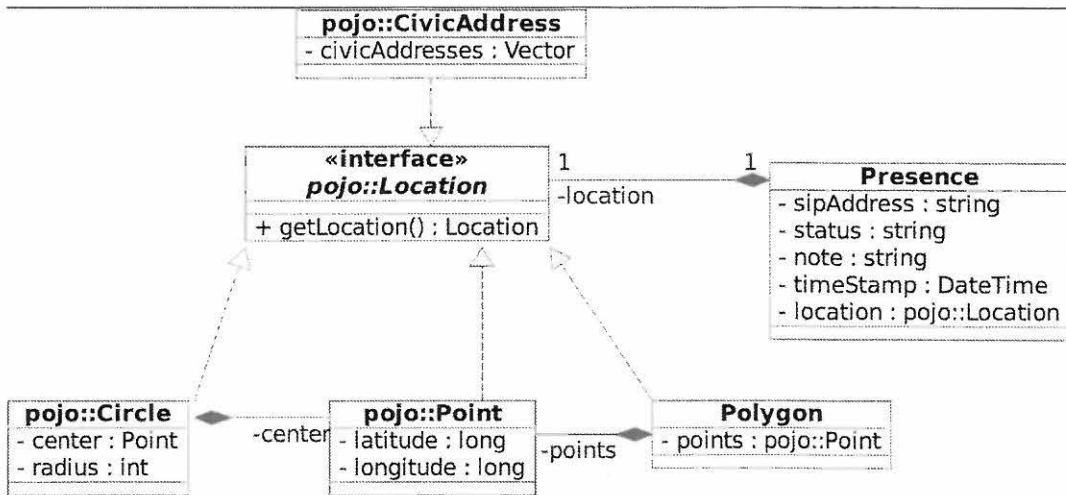 pojo::CivicAddress
- civicAddresses : Vector
«interface»
pojo::Location
+ getLocation() : Location
1
1
-location
Presence
- sipAddress : string
- status : string
- note : string
- timeStamp : DateTime
- location : pojo::Location
pojo::Circle
- center : Point
- radius : int
-center
pojo::Point
- latitude : long
- longitude : long
-points
Polygon
- points : pojo::Point